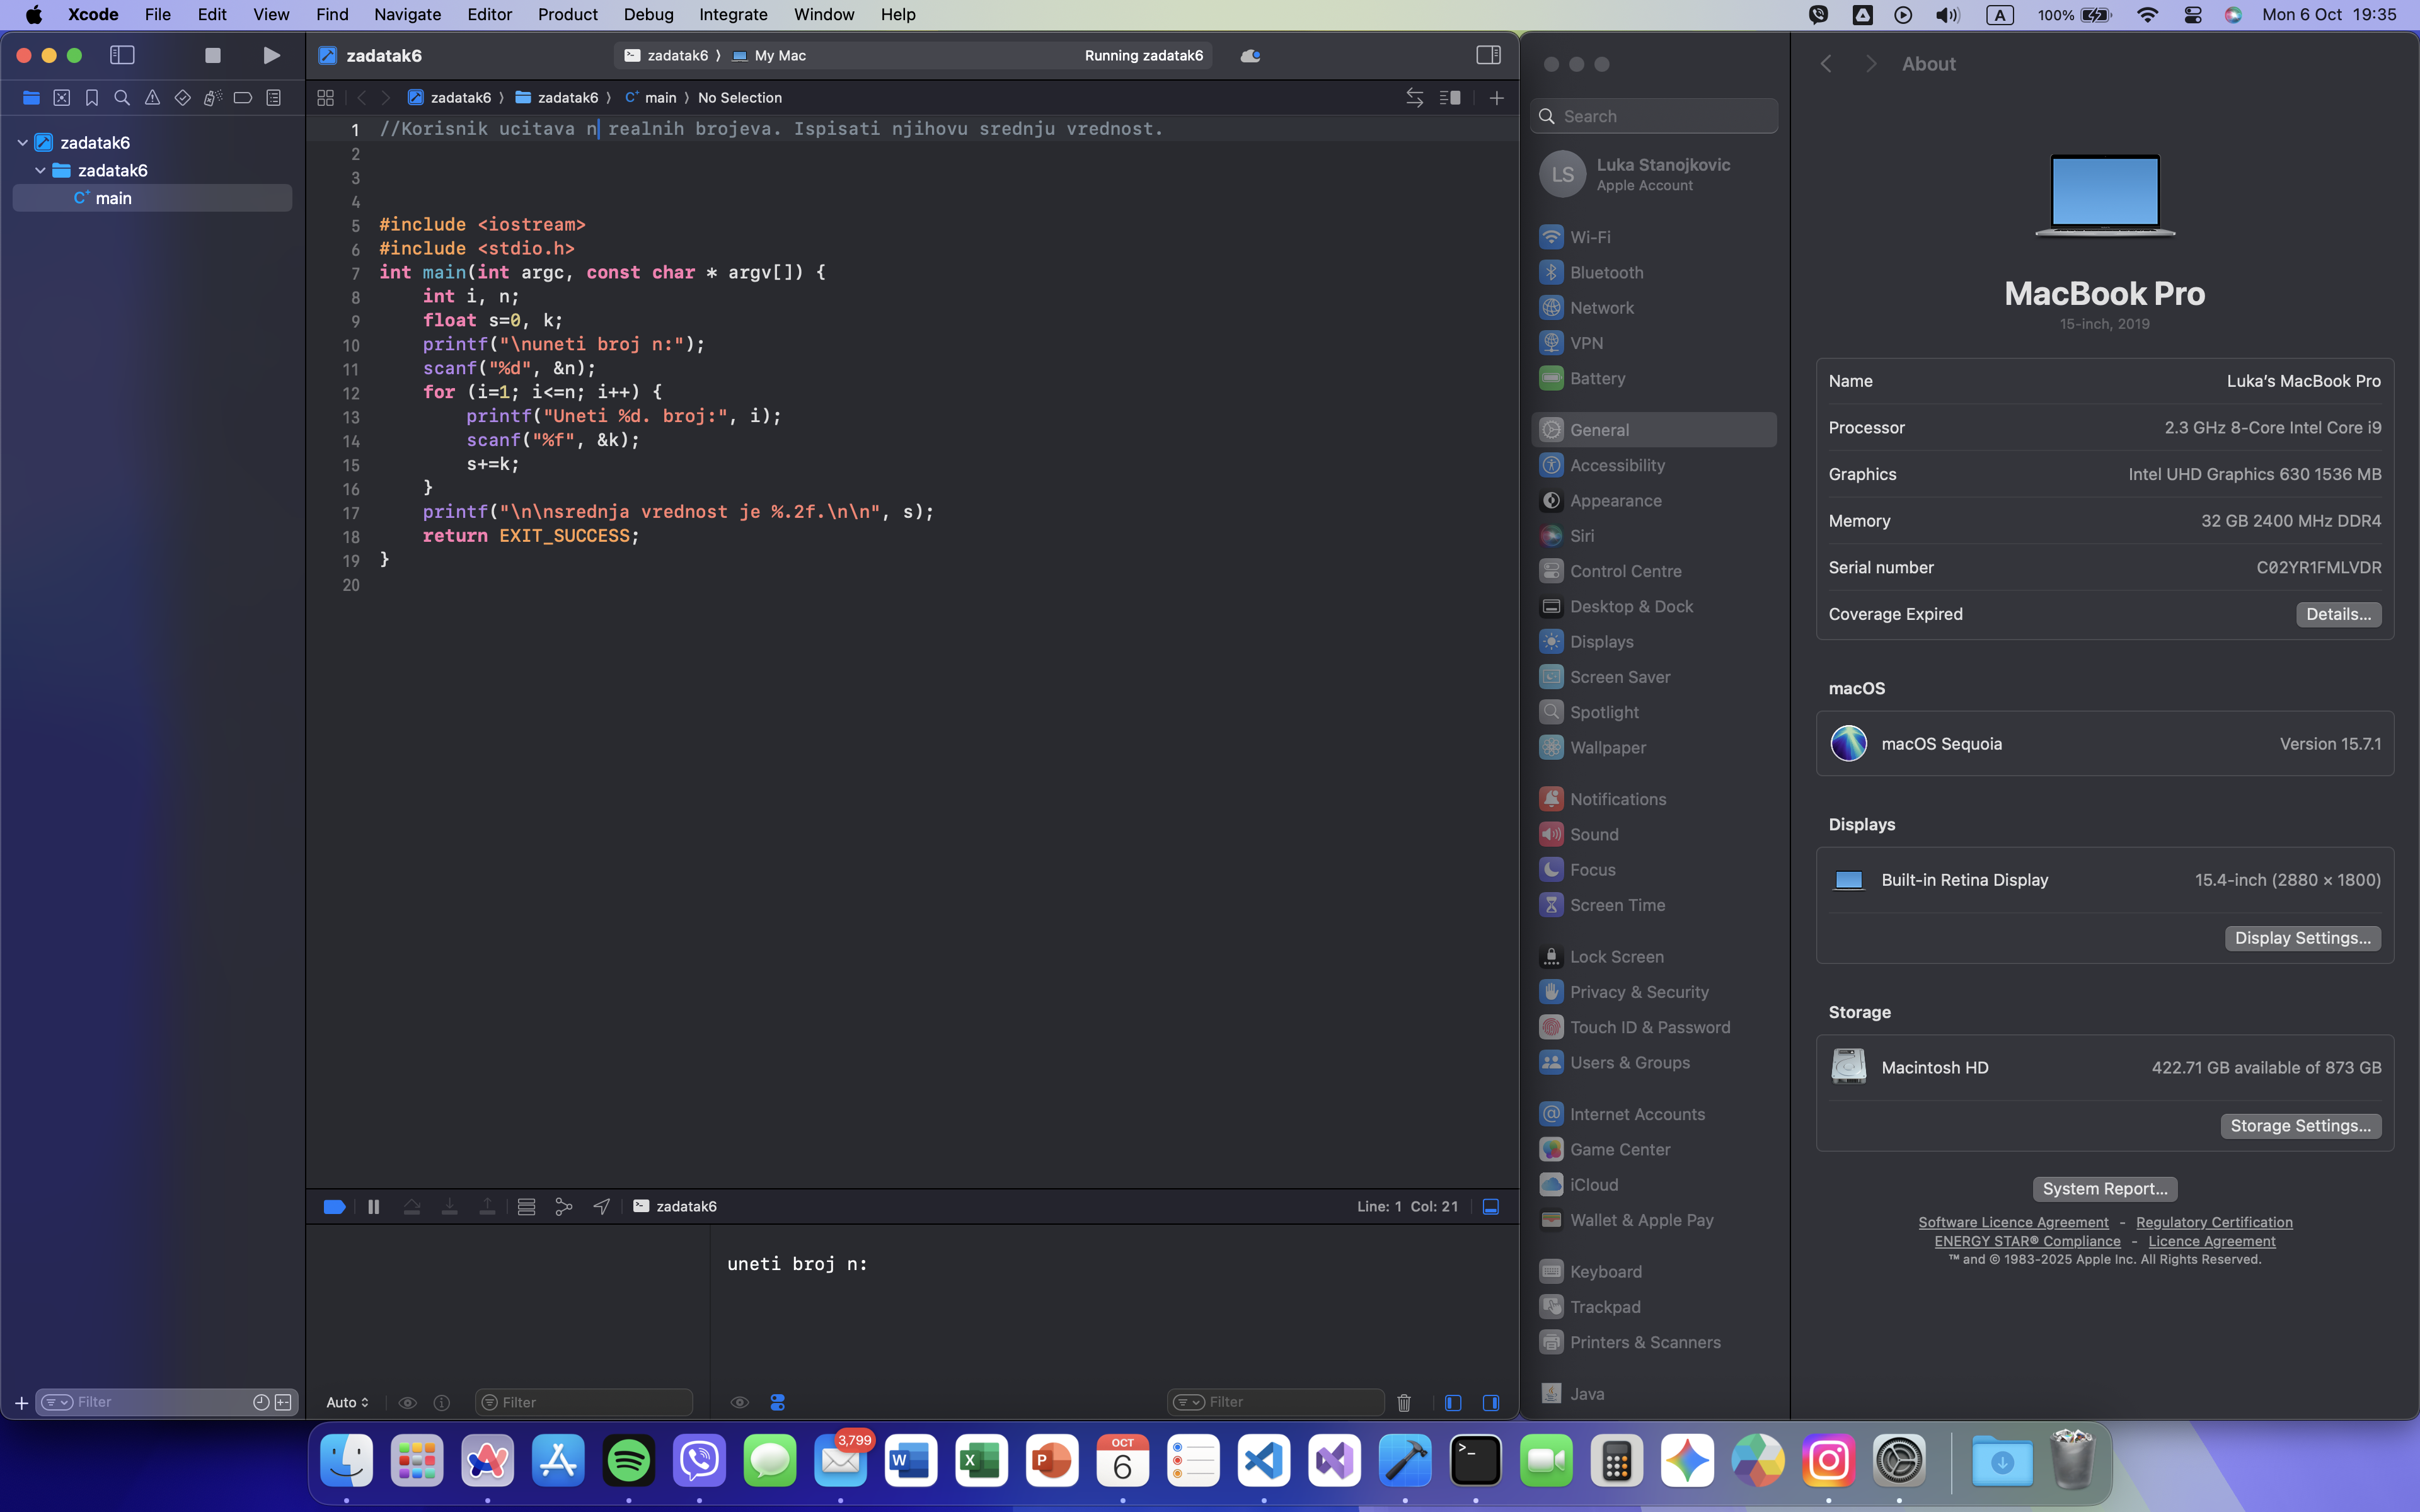 Xcode File Edit View Find Navigate Editor Product Debug Integrate Window Help A 100% Mon 6 Oct 19:35
zadatak6
zadatak6
main
Filter
zadatak6
zadatak6 ⟩ My Mac
Running zadatak6
zadatak6 ⟩ zadatak6 ⟩ main ⟩ No Selection
1 //Korisnik ucitava n realnih brojeva. Ispisati njihovu srednju vrednost.
2
3
4
5 #include <iostream>
6 #include <stdio.h>
7 int main(int argc, const char * argv[]) {
8 int i, n;
9 float s=0, k;
10 printf("\nuneti broj n:");
11 scanf("%d", &n);
12 for (i=1; i<=n; i++) {
13 printf("Uneti %d. broj:", i);
14 scanf("%f", &k);
15 s+=k;
16 }
17 printf("\n\nsrednja vrednost je %.2f.\n\n", s);
18 return EXIT_SUCCESS;
19 }
20
zadatak6
Line: 1 Col: 21
uneti broj n:
Auto
Filter
Filter
Search
LS
Luka Stanojkovic
Apple Account
Wi-Fi
Bluetooth
Network
VPN
Battery
General
Accessibility
Appearance
Siri
Control Centre
Desktop & Dock
Displays
Screen Saver
Spotlight
Wallpaper
Notifications
Sound
Focus
Screen Time
Lock Screen
Privacy & Security
Touch ID & Password
Users & Groups
Internet Accounts
Game Center
iCloud
Wallet & Apple Pay
Keyboard
Trackpad
Printers & Scanners
Java
About
MacBook Pro
15-inch, 2019
Name Luka’s MacBook Pro
Processor 2.3 GHz 8-Core Intel Core i9
Graphics Intel UHD Graphics 630 1536 MB
Memory 32 GB 2400 MHz DDR4
Serial number C02YR1FMLVDR
Coverage Expired Details...
macOS
macOS Sequoia Version 15.7.1
Displays
Built-in Retina Display 15.4-inch (2880 × 1800)
Display Settings...
Storage
Macintosh HD 422.71 GB available of 873 GB
Storage Settings...
System Report...
Software Licence Agreement - Regulatory Certification
ENERGY STAR® Compliance - Licence Agreement
™ and © 1983-2025 Apple Inc. All Rights Reserved.
3,799
W
X
P
OCT
6
>_